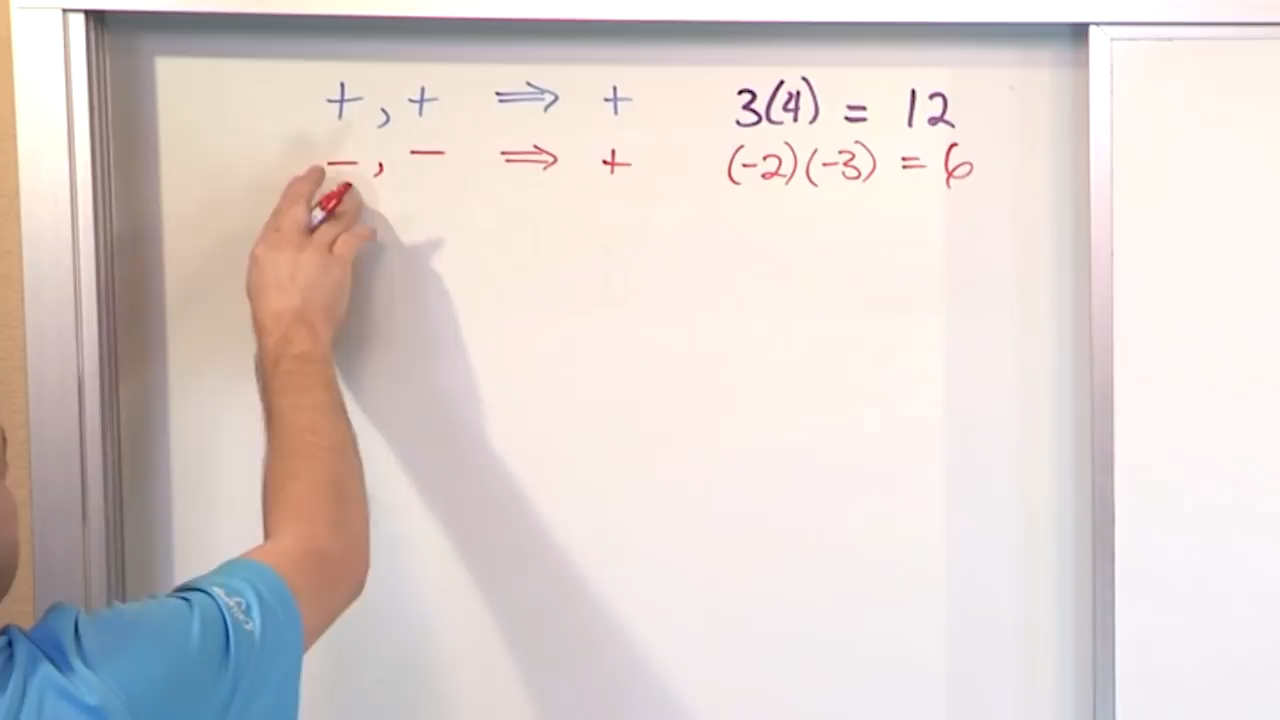 +, + ⟹ + 3(4) = 12
−, − ⟹ + (-2)(-3) = 6